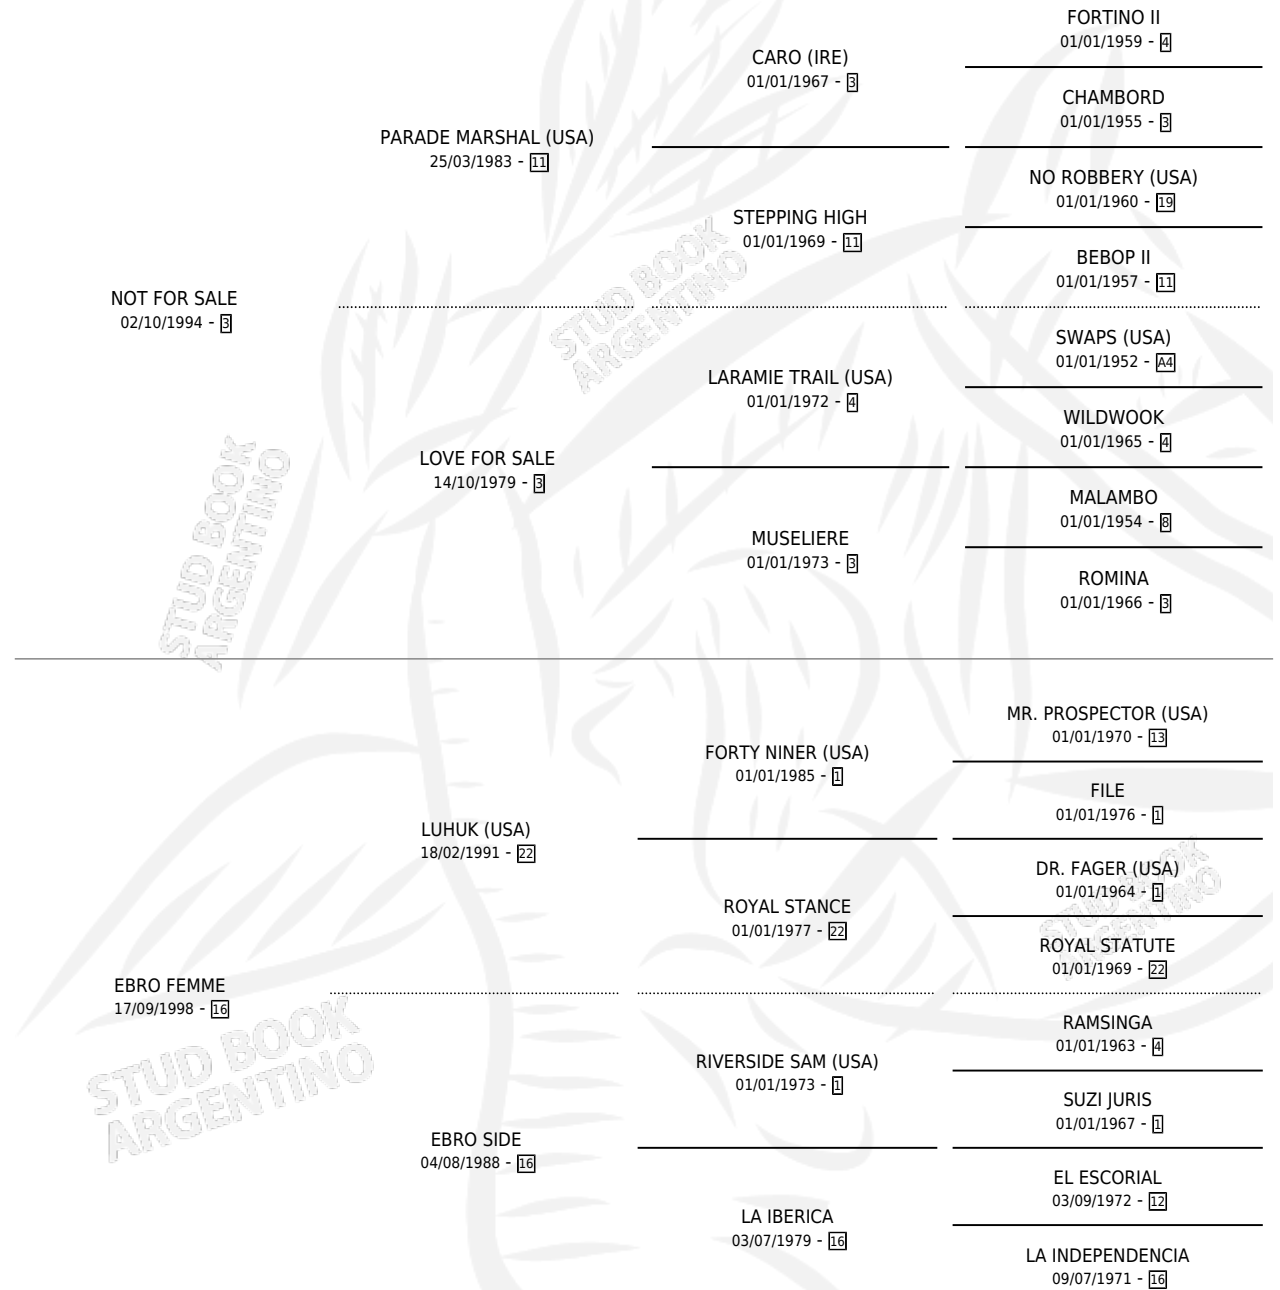 FORTINO II
01/01/1959 - 4
CARO (IRE)
01/01/1967 - 3
CHAMBORD
01/01/1955 - 3
PARADE MARSHAL (USA)
25/03/1983 - 11
NO ROBBERY (USA)
01/01/1960 - 19
STEPPING HIGH
01/01/1969 - 11
BEBOP II
01/01/1957 - 11
NOT FOR SALE
02/10/1994 - 3
SWAPS (USA)
01/01/1952 - A4
LARAMIE TRAIL (USA)
01/01/1972 - 4
WILDWOOK
01/01/1965 - 4
LOVE FOR SALE
14/10/1979 - 3
MALAMBO
01/01/1954 - 8
MUSELIERE
01/01/1973 - 3
ROMINA
01/01/1966 - 3
STUD BOOK
ARGENTINO
STUD BOOK
ARGENTINO
MR. PROSPECTOR (USA)
01/01/1970 - 13
FORTY NINER (USA)
01/01/1985 - 1
FILE
01/01/1976 - 1
LUHUK (USA)
18/02/1991 - 22
DR. FAGER (USA)
01/01/1964 - 1
ROYAL STANCE
01/01/1977 - 22
ROYAL STATUTE
01/01/1969 - 22
EBRO FEMME
17/09/1998 - 16
RAMSINGA
01/01/1963 - 4
RIVERSIDE SAM (USA)
01/01/1973 - 1
SUZI JURIS
01/01/1967 - 1
EBRO SIDE
04/08/1988 - 16
EL ESCORIAL
03/09/1972 - 12
LA IBERICA
03/07/1979 - 16
LA INDEPENDENCIA
09/07/1971 - 16
STUD BOOK
ARGENTINO
STUD BOOK
ARGENTINO